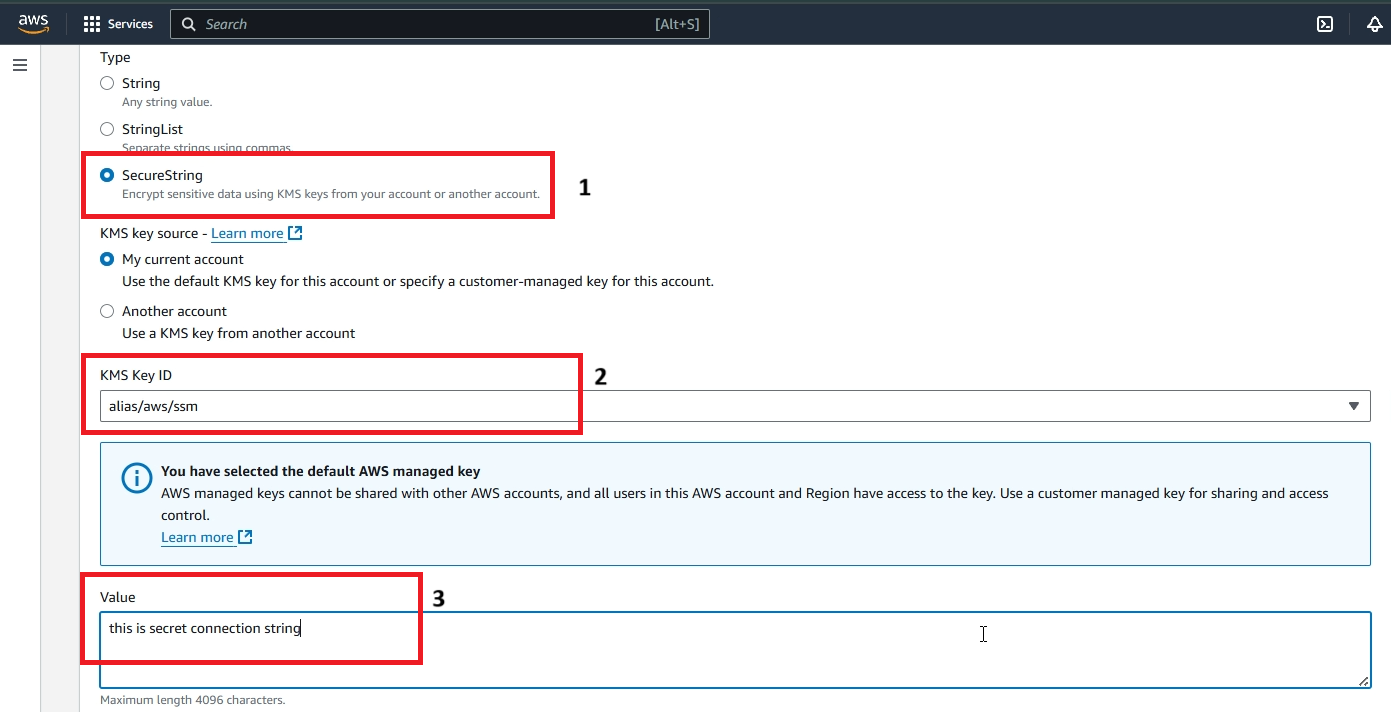 aws
Services
Search
[Alt+S]
Type
String
Any string value.
StringList
Separate strings using commas.
SecureString
Encrypt sensitive data using KMS keys from your account or another account.
1
KMS key source - Learn more
My current account
Use the default KMS key for this account or specify a customer-managed key for this account.
Another account
Use a KMS key from another account
KMS Key ID
2
alias/aws/ssm
You have selected the default AWS managed key
AWS managed keys cannot be shared with other AWS accounts, and all users in this AWS account and Region have access to the key. Use a customer managed key for sharing and access
control.
Learn more
Value
3
this is secret connection string
Maximum length 4096 characters.